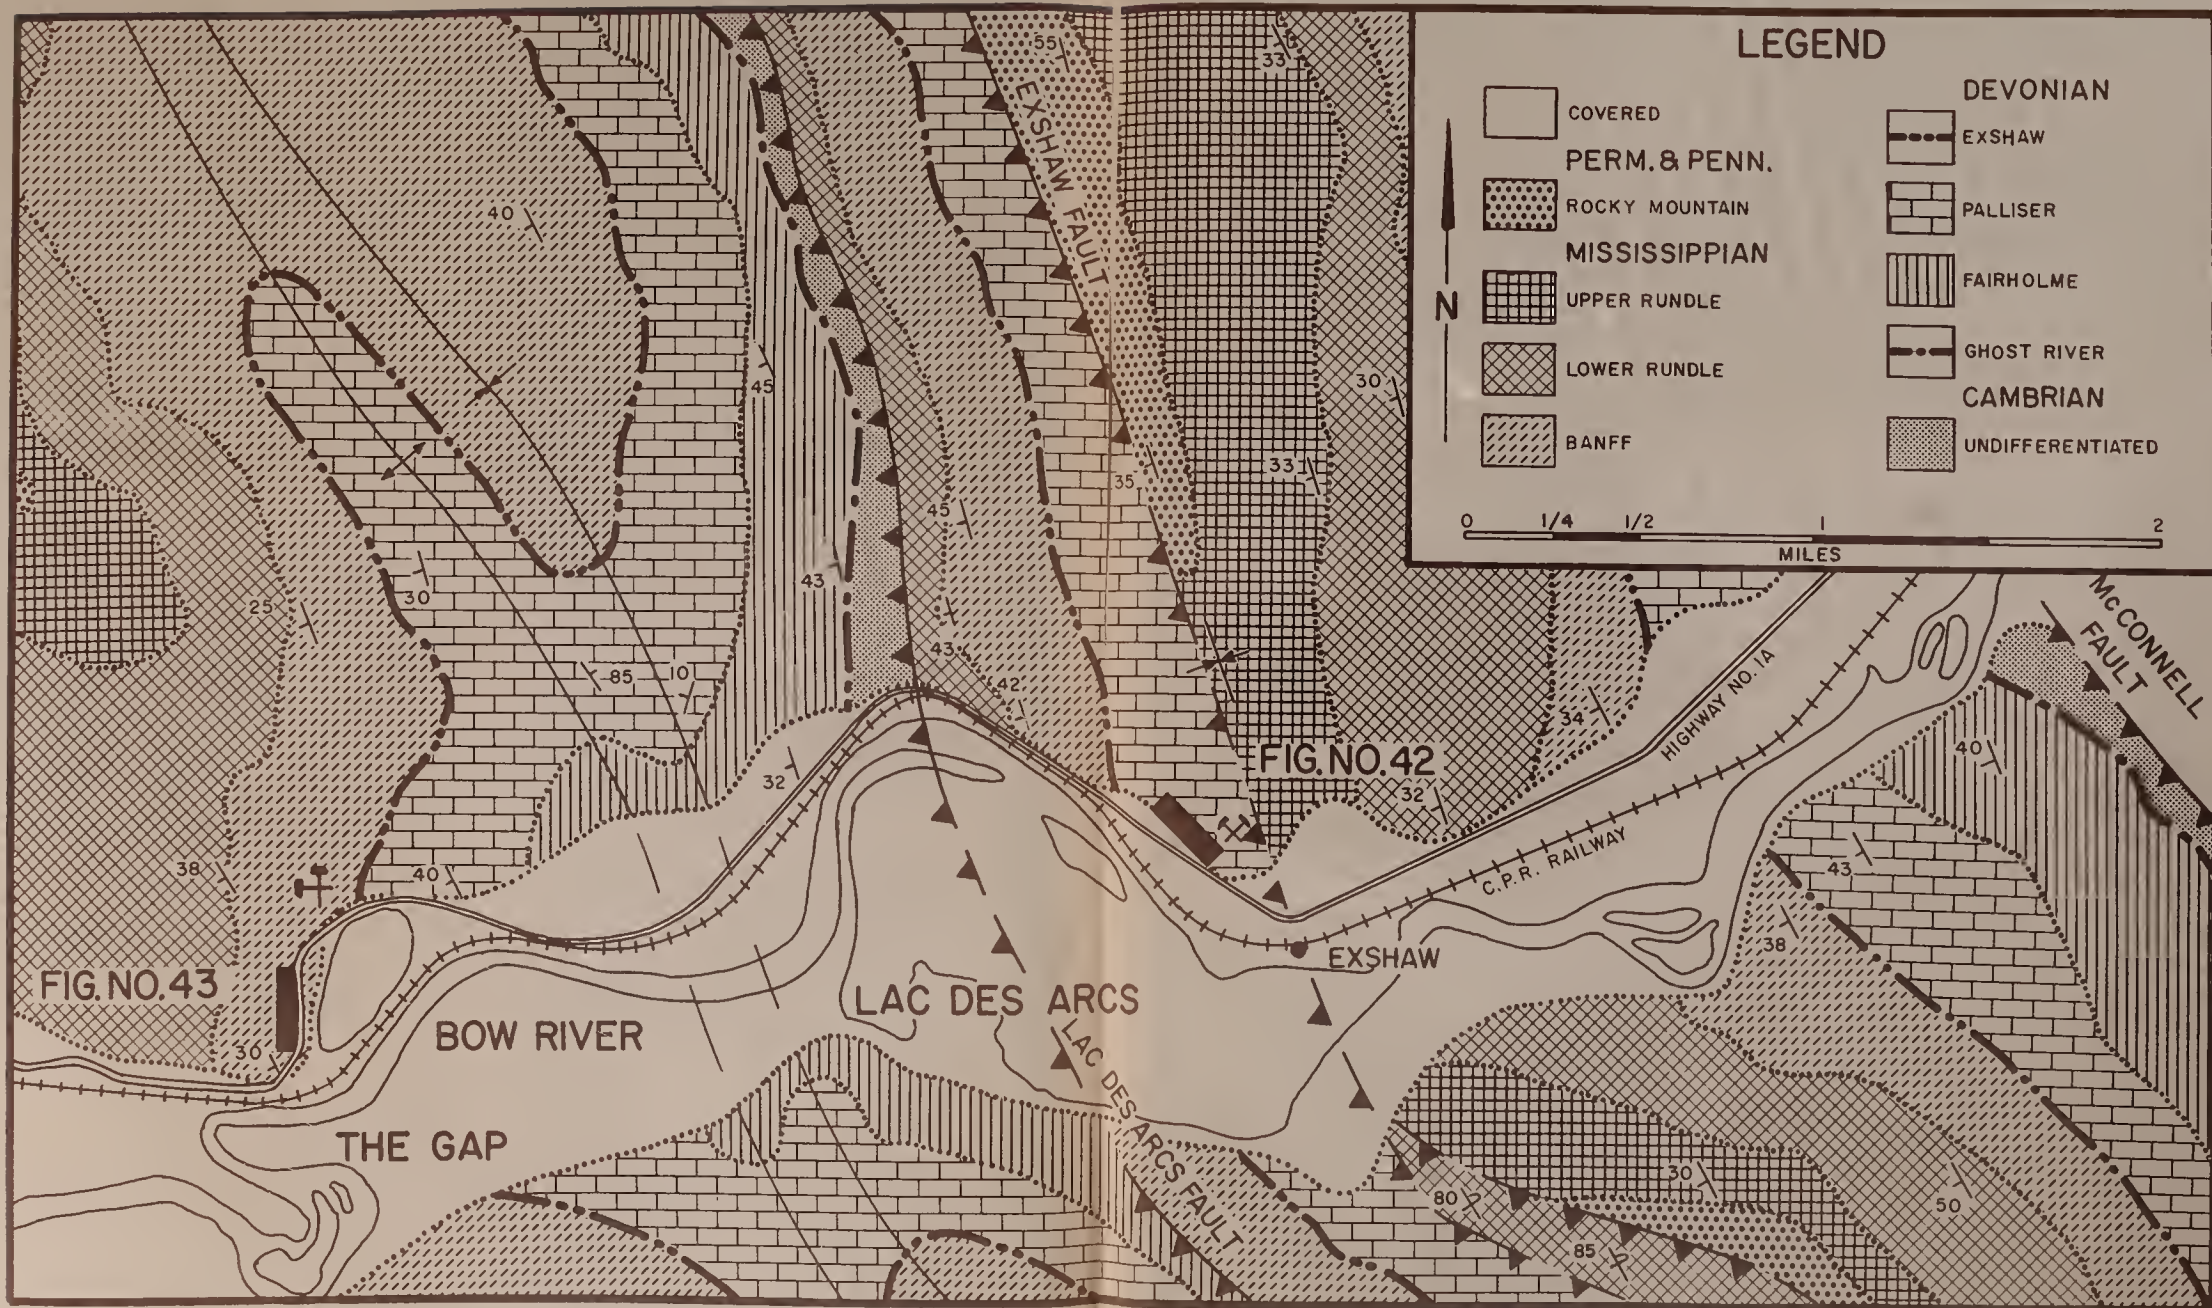 LEGEND
COVERED
PERM. & PENN.
ROCKY MOUNTAIN
MISSISSIPPIAN
UPPER RUNDLE
LOWER RUNDLE
BANFF
DEVONIAN
EXSHAW
PALLISER
FAIRHOLME
GHOST RIVER
CAMBRIAN
UNDIFFERENTIATED
N
0 1/4 1/2 1 2
MILES
55
33
EXSHAW FAULT
40
45
30
45
35
33
43
30
25
43
85
10
42
32
34
38
40
32
McCONNELL
FAULT
HIGHWAY NO. 1A
C.P.R. RAILWAY
FIG. NO. 42
40
43
38
EXSHAW
FIG. NO. 43
30
BOW RIVER
LAC DES ARCS
LAC DES ARCS FAULT
THE GAP
80
30
50
85